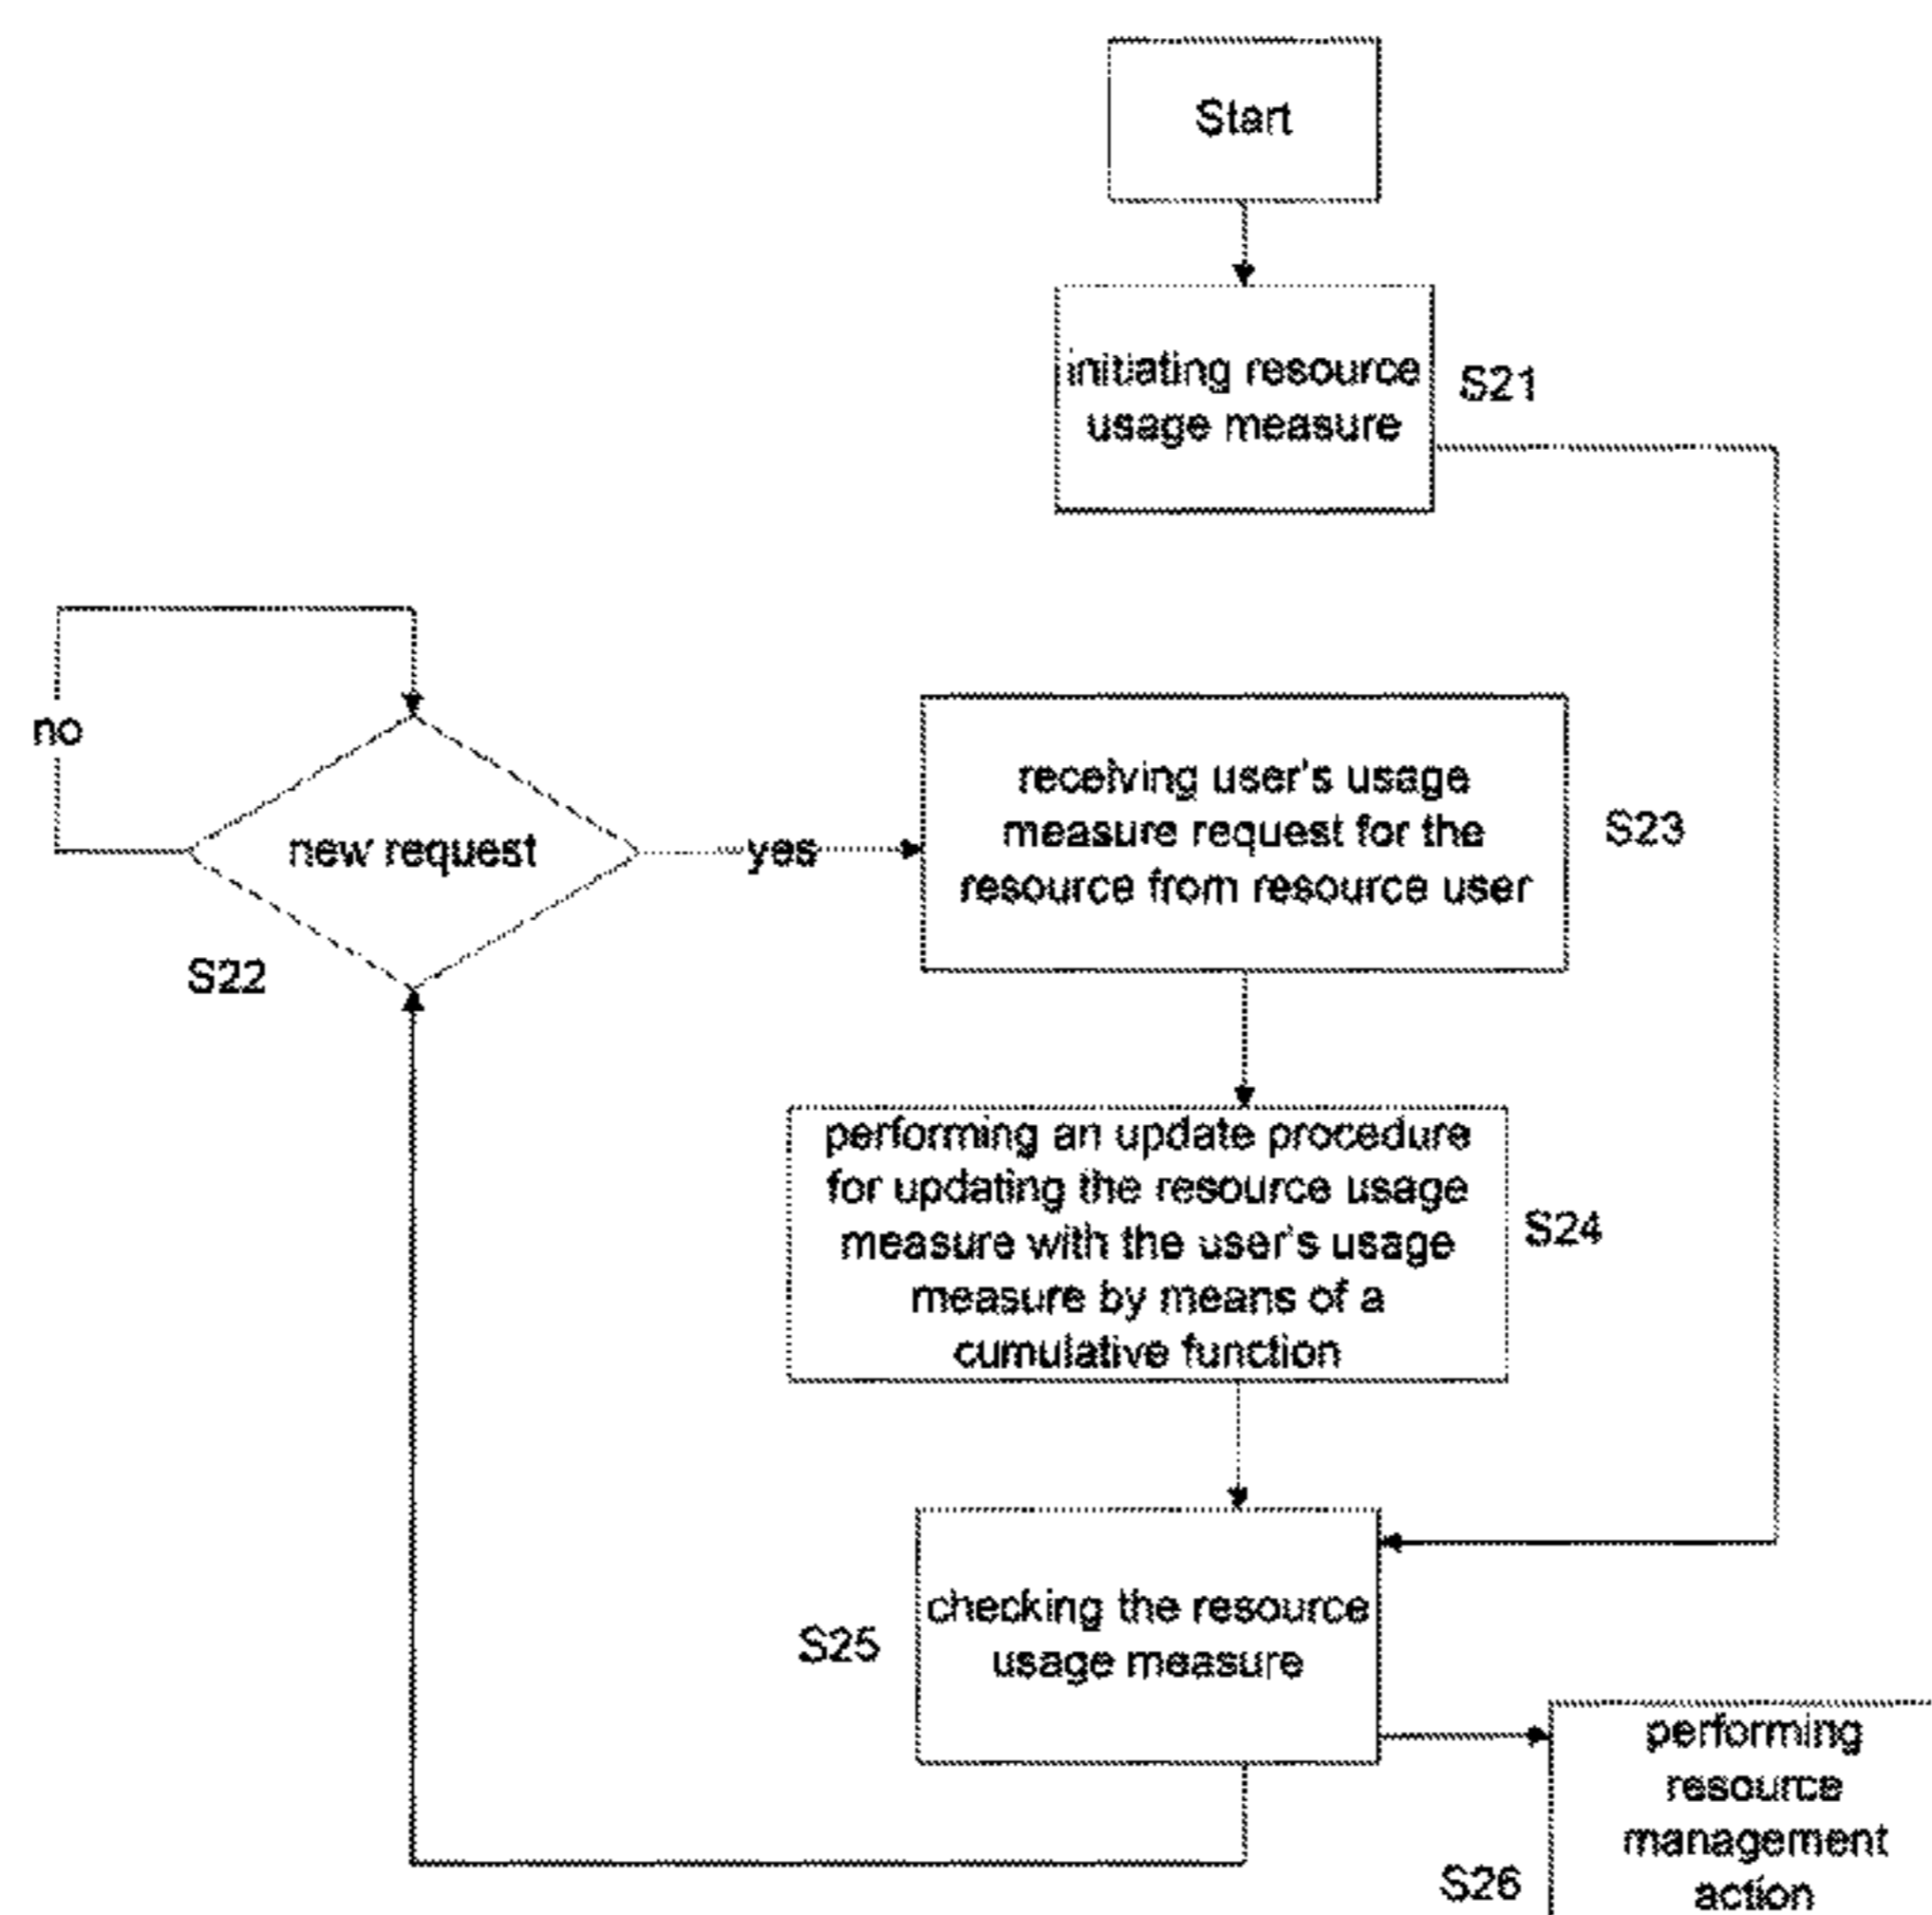 Start
initiating resource
usage measure
S21
no
new request
yes
S22
receiving user's usage
measure request for the
resource from resource user
S23
performing an update procedure
for updating the resource usage
measure with the user's usage
measure by means of a
cumulative function
S24
checking the resource
usage measure
S25
performing
resource
management
action
S26